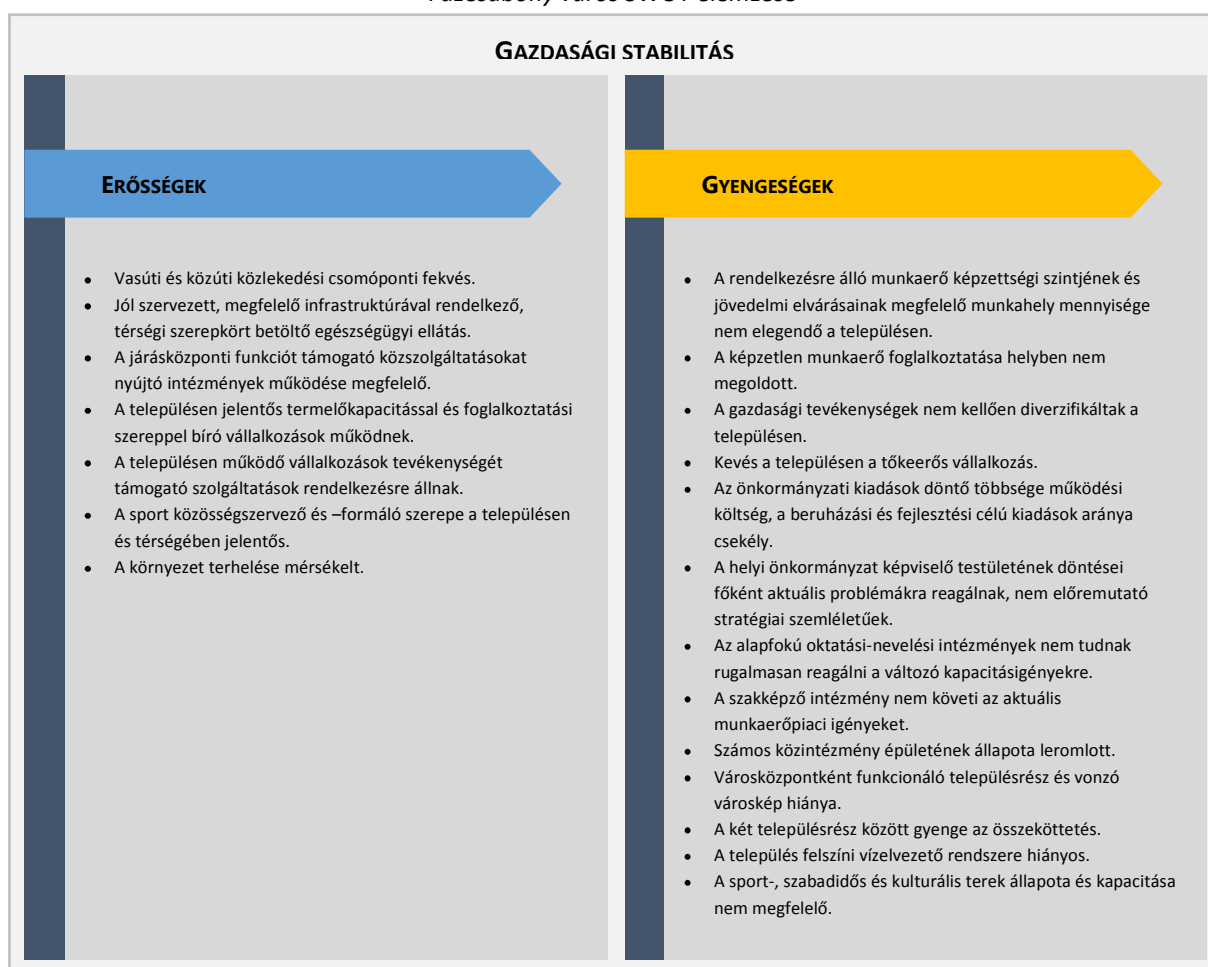 GAZDASÁGI STABILITÁS
ERŐSSÉGEK
• Vasúti és közúti közlekedési csomóponti fekvés.
• Jól szervezett, megfelelő infrastruktúrával rendelkező,
térségi szerepkört betöltő egészségügyi ellátás.
• A járásközponti funkciót támogató közszolgáltatásokat
nyújtó intézmények működése megfelelő.
• A településen jelentős termelőkapacitással és foglalkoztatási
szereppel bíró vállalkozások működnek.
• A településen működő vállalkozások tevékenységét
támogató szolgáltatások rendelkezésre állnak.
• A sport közösségszervező és –formáló szerepe a településen
és térségében jelentős.
• A környezet terhelése mérsékelt.
GYENGESÉGEK
• A rendelkezésre álló munkaerő képzettségi szintjének és
jövedelmi elvárásainak megfelelő munkahely mennyisége
nem elegendő a településen.
• A képzetlen munkaerő foglalkoztatása helyben nem
megoldott.
• A gazdasági tevékenységek nem kellően diverzifikáltak a
településen.
• Kevés a településen a tőkeerős vállalkozás.
• Az önkormányzati kiadások döntő többsége működési
költség, a beruházási és fejlesztési célú kiadások aránya
csekély.
• A helyi önkormányzat képviselő testületének döntései
főként aktuális problémákra reagálnak, nem előremutató
stratégiai szemléletűek.
• Az alapfokú oktatási-nevelési intézmények nem tudnak
rugalmasan reagálni a változó kapacitásigényekre.
• A szakképző intézmény nem követi az aktuális
munkaerőpiaci igényeket.
• Számos közintézmény épületének állapota leromlott.
• Városközpontként funkcionáló településrész és vonzó
városkép hiánya.
• A két településrész között gyenge az összeköttetés.
• A település felszíni vízelvezető rendszere hiányos.
• A sport-, szabadidős és kulturális terek állapota és kapacitása
nem megfelelő.